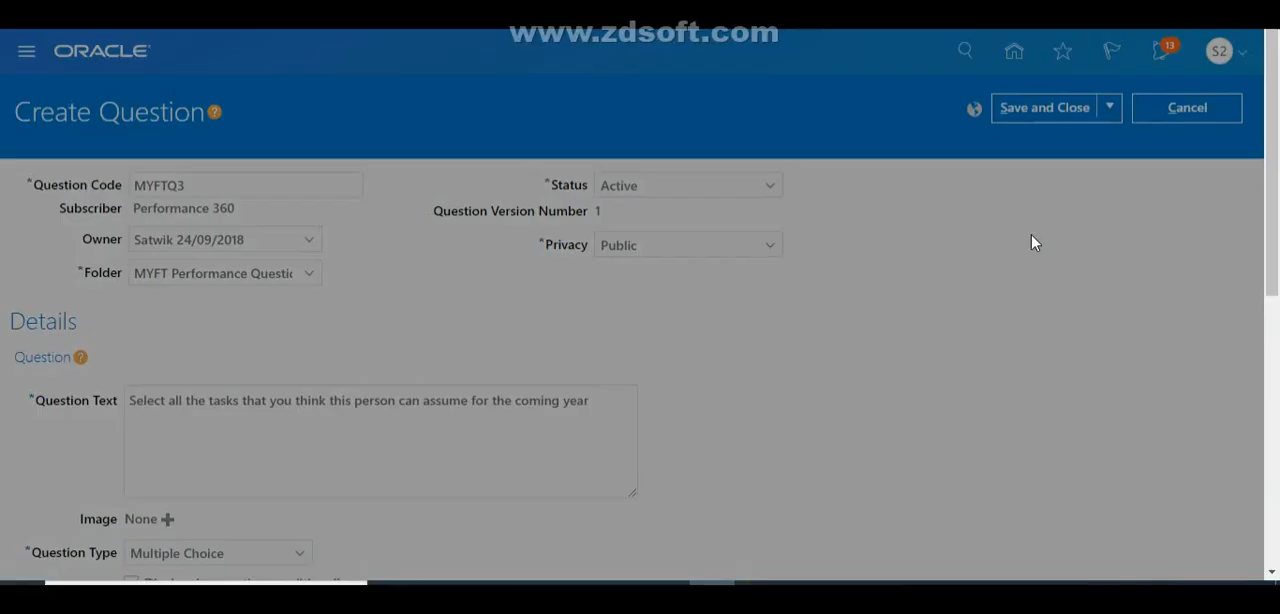 www.zdsoft.com
ORACLE
13
S2
Create Question
Save and Close
Cancel
*Question Code MYFTQ3
*Status Active
Subscriber Performance 360
Question Version Number 1
Owner Satwik 24/09/2018
*Privacy Public
*Folder MYFT Performance Questic
Details
Question
*Question Text Select all the tasks that you think this person can assume for the coming year
Image None
*Question Type Multiple Choice